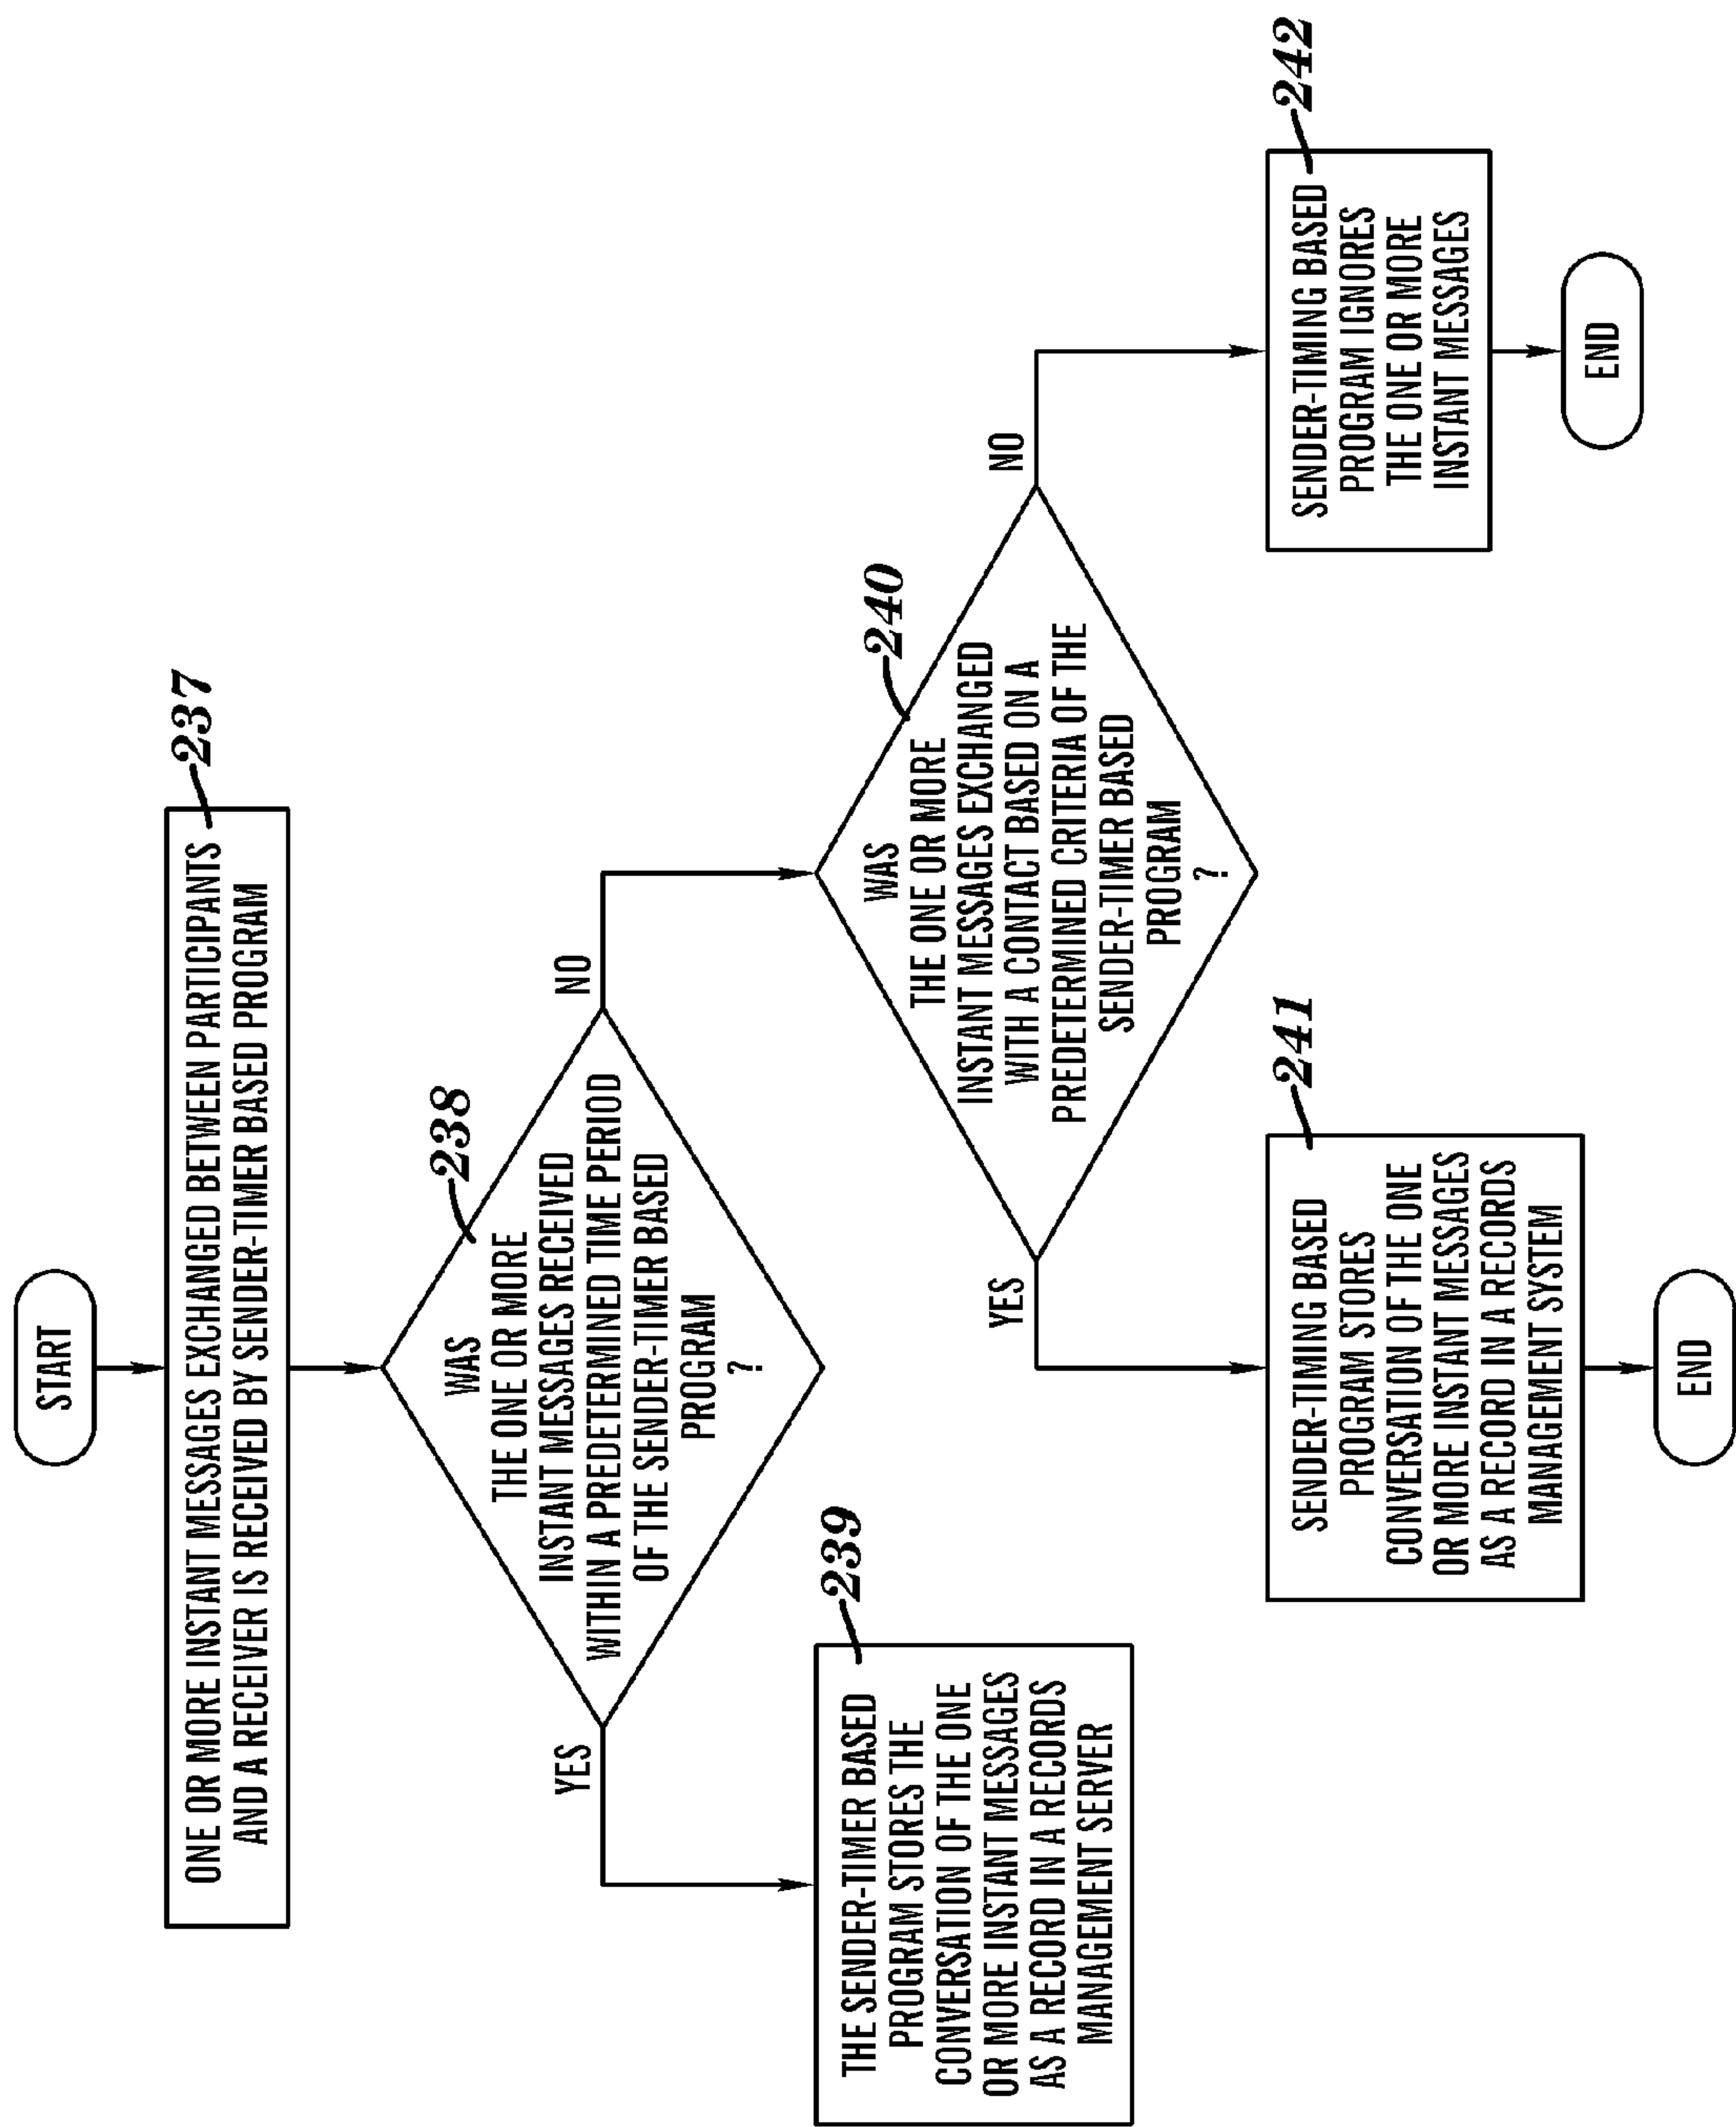 START
237
ONE OR MORE INSTANT MESSAGES EXCHANGED BETWEEN PARTICIPANTS
AND A RECEIVER IS RECEIVED BY SENDER-TIMER BASED PROGRAM
238
WAS
THE ONE OR MORE
INSTANT MESSAGES RECEIVED
WITHIN A PREDETERMINED TIME PERIOD
OF THE SENDER-TIMER BASED
PROGRAM
?
YES
NO
239
THE SENDER-TIMER BASED
PROGRAM STORES THE
CONVERSATION OF THE ONE
OR MORE INSTANT MESSAGES
AS A RECORD IN A RECORDS
MANAGEMENT SERVER
240
WAS
THE ONE OR MORE
INSTANT MESSAGES EXCHANGED
WITH A CONTACT BASED ON A
PREDETERMINED CRITERIA OF THE
SENDER-TIMER BASED
PROGRAM
?
YES
NO
241
SENDER-TIMING BASED
PROGRAM STORES
CONVERSATION OF THE ONE
OR MORE INSTANT MESSAGES
AS A RECORD IN A RECORDS
MANAGEMENT SYSTEM
END
242
SENDER-TIMING BASED
PROGRAM IGNORES
THE ONE OR MORE
INSTANT MESSAGES
END